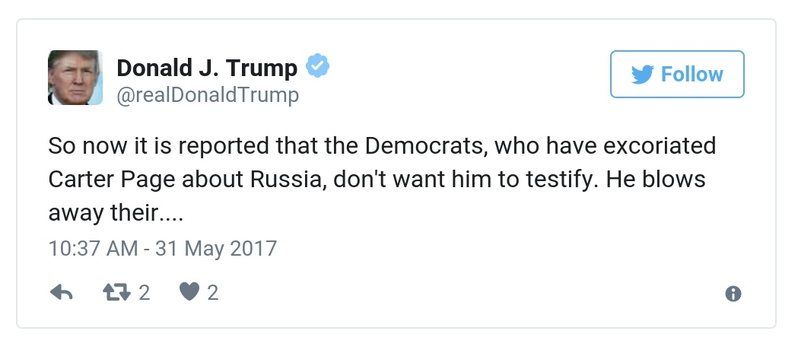 Donald J. Trump
@realDonaldTrump
Follow
So now it is reported that the Democrats, who have excoriated
Carter Page about Russia, don't want him to testify. He blows
away their....
10:37 AM - 31 May 2017
2 2